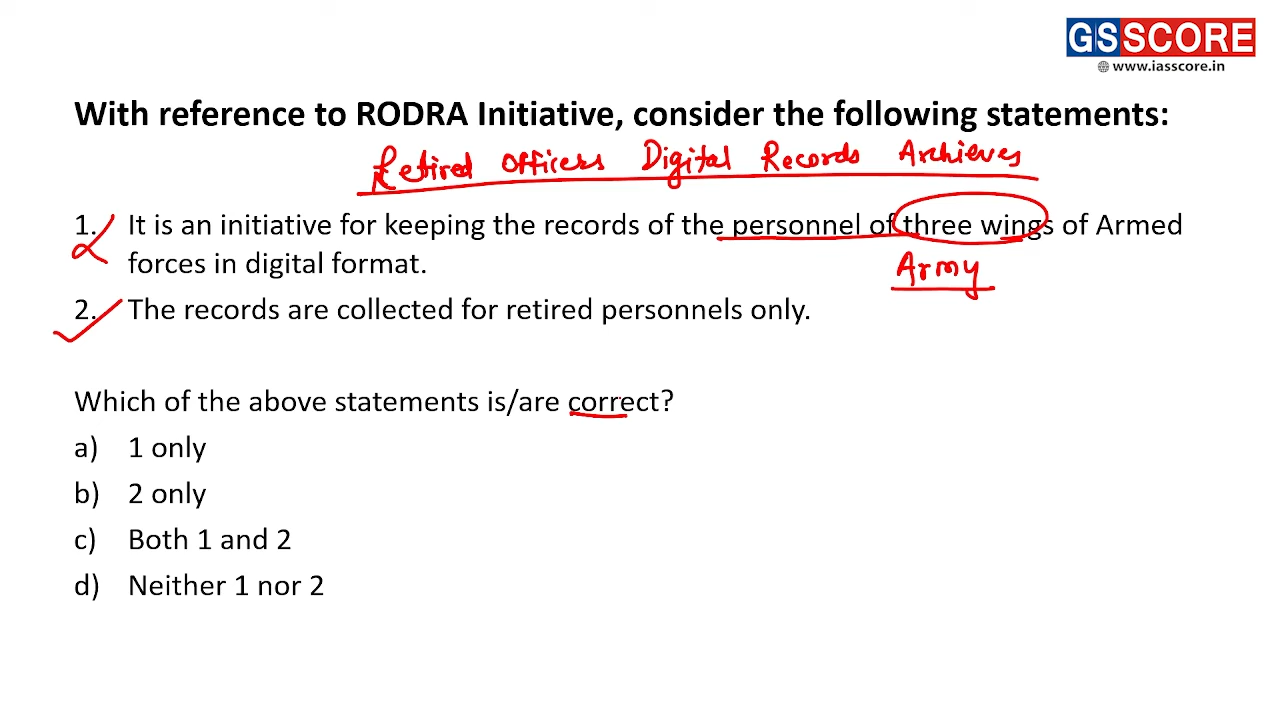 GSSCORE
www.iasscore.in
With reference to RODRA Initiative, consider the following statements:
Retired Officers Digital Records Archieves
1. It is an initiative for keeping the records of the personnel of three wings of Armed
forces in digital format.
Army
2. The records are collected for retired personnels only.
Which of the above statements is/are correct?
a) 1 only
b) 2 only
c) Both 1 and 2
d) Neither 1 nor 2